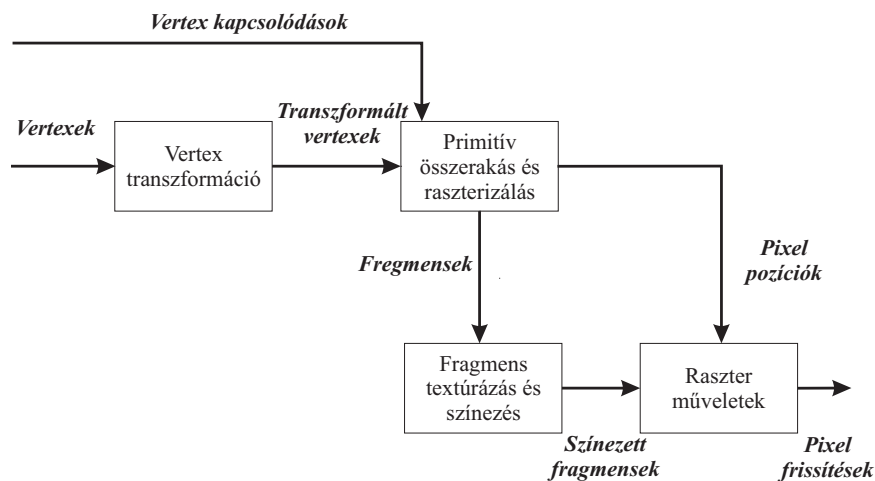 Vertex kapcsolódások
Vertexek
Vertex
transzformáció
Transzformált
vertexek
Primitív
összerakás és
raszterizálás
Fregmensek
Pixel
pozíciók
Fragmens
textúrázás és
színezés
Színezett
fragmensek
Raszter
műveletek
Pixel
frissítések